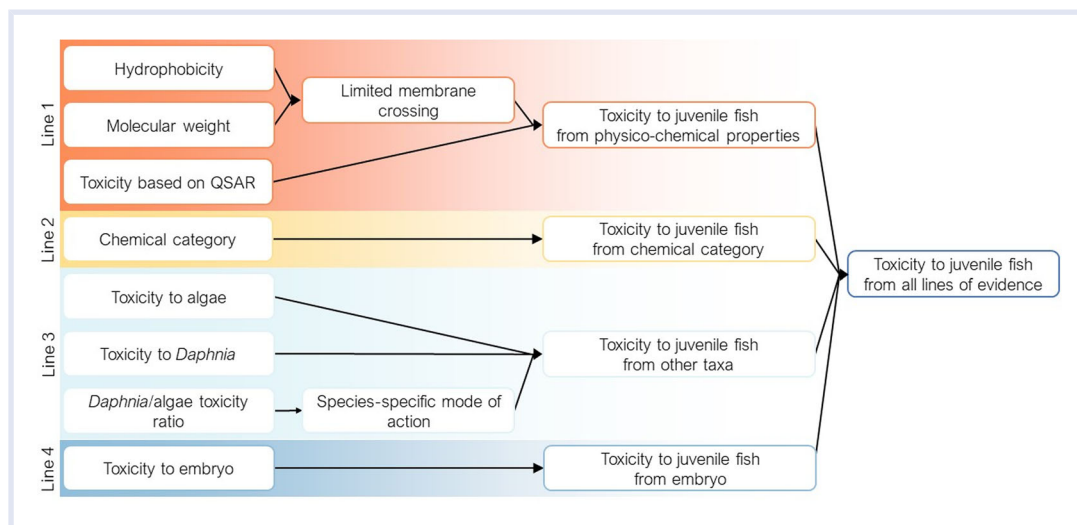 Line 1
Hydrophobicity
Molecular weight
Toxicity based on QSAR
Limited membrane
crossing
Toxicity to juvenile fish
from physico-chemical properties
Line 2
Chemical category
Toxicity to juvenile fish
from chemical category
Line 3
Toxicity to algae
Toxicity to Daphnia
Daphnia/algae toxicity
ratio
Species-specific mode of
action
Toxicity to juvenile fish
from other taxa
Line 4
Toxicity to embryo
Toxicity to juvenile fish
from embryo
Toxicity to juvenile fish
from all lines of evidence